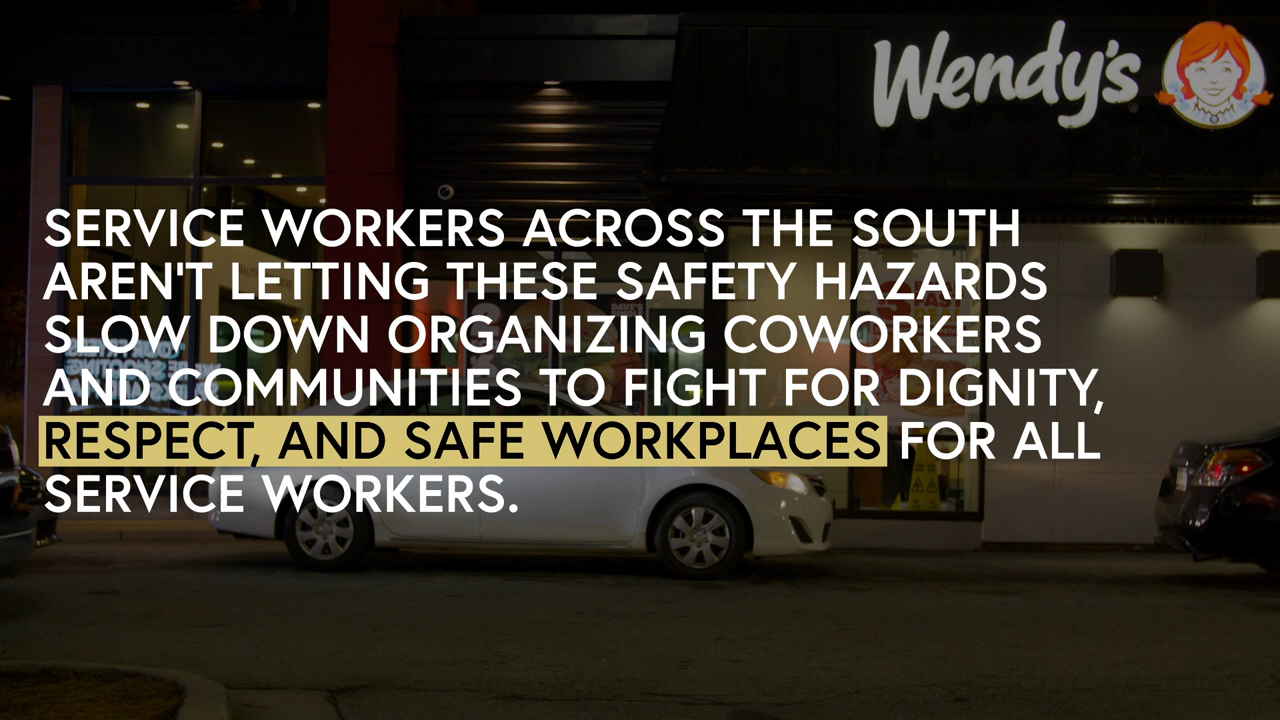 Wendy's
SERVICE WORKERS ACROSS THE SOUTH
AREN'T LETTING THESE SAFETY HAZARDS
SLOW DOWN ORGANIZING COWORKERS
AND COMMUNITIES TO FIGHT FOR DIGNITY,
RESPECT, AND SAFE WORKPLACES FOR ALL
SERVICE WORKERS.